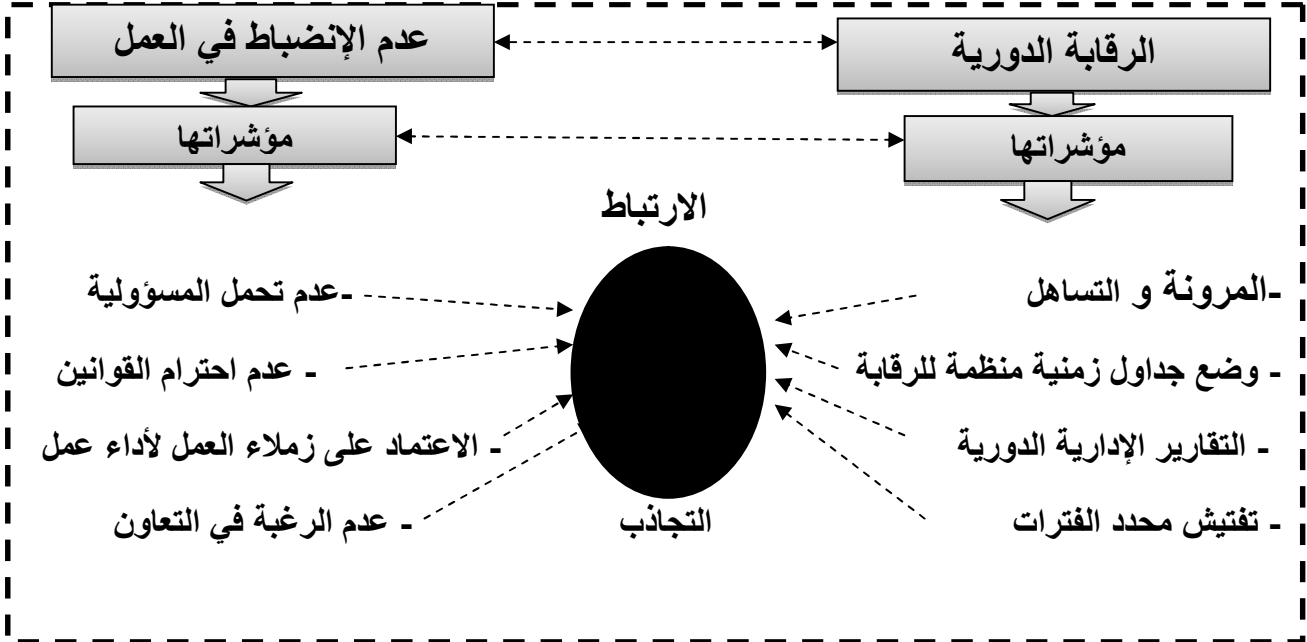 الرقابة الدورية
عدم الإنضباط في العمل
مؤشراتها
مؤشراتها
الارتباط
-المرونة و التساهل
-عدم تحمل المسؤولية
- وضع جداول زمنية منظمة للرقابة
- عدم احترام القوانين
- التقارير الإدارية الدورية
- الاعتماد على زملاء العمل لأداء عمل
- تفتيش محدد الفترات
التجاذب
- عدم الرغبة في التعاون